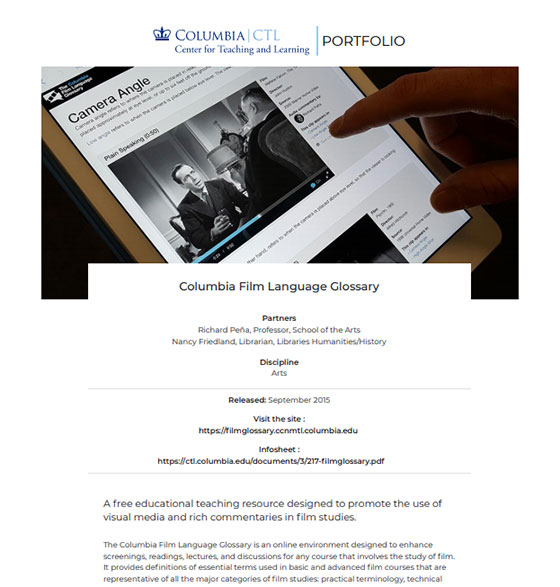 COLUMBIA | CTL
Center for Teaching and Learning
PORTFOLIO
The Columbia
Film Language
Glossary
Camera Angle
Plain Speaking (0:50)
Columbia Film Language Glossary
Partners
Richard Peña, Professor, School of the Arts
Nancy Friedland, Librarian, Libraries Humanities/History
Discipline
Arts
Released: September 2015
Visit the site :
https://filmglossary.ccnmtl.columbia.edu
Infosheet :
https://ctl.columbia.edu/documents/3/217-filmglossary.pdf
A free educational teaching resource designed to promote the use of
visual media and rich commentaries in film studies.
The Columbia Film Language Glossary is an online environment designed to enhance
screenings, readings, lectures, and discussions for any course that involves the study of film.
It provides definitions of essential terms used in basic and advanced film courses that are
representative of all the major categories of film studies: practical terminology, technical